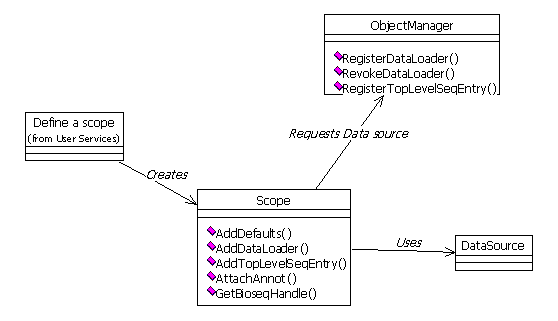 ObjectManager
RegisterDataLoader()
RevokeDataLoader()
RegisterTopLevelSeqEntry()
Define a scope
(from User Services)
Requests Data source
Creates
Scope
AddDefaults()
AddDataLoader()
AddTopLevelSeqEntry()
AttachAnnot()
GetBioseqHandle()
Uses
DataSource